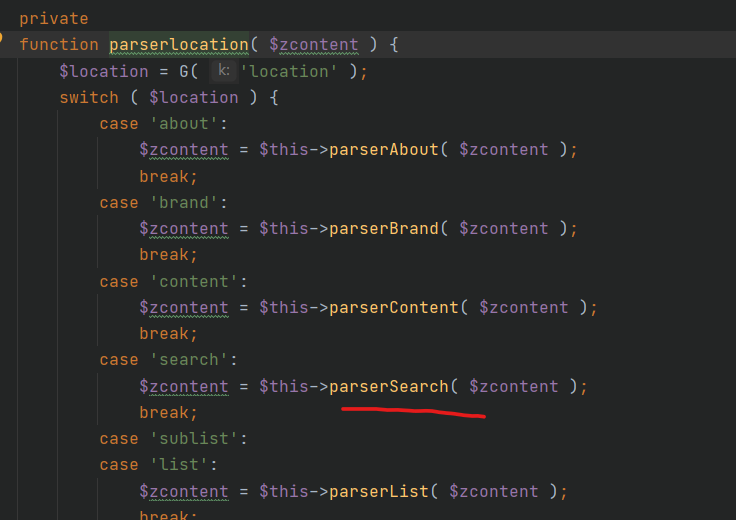 private
function parserlocation( $zcontent ) {
$location = G( k: 'location' );
switch ( $location ) {
case 'about':
$zcontent = $this->parserAbout( $zcontent );
break;
case 'brand':
$zcontent = $this->parserBrand( $zcontent );
break;
case 'content':
$zcontent = $this->parserContent( $zcontent );
break;
case 'search':
$zcontent = $this->parserSearch( $zcontent );
break;
case 'sublist':
case 'list':
$zcontent = $this->parserList( $zcontent );
break;